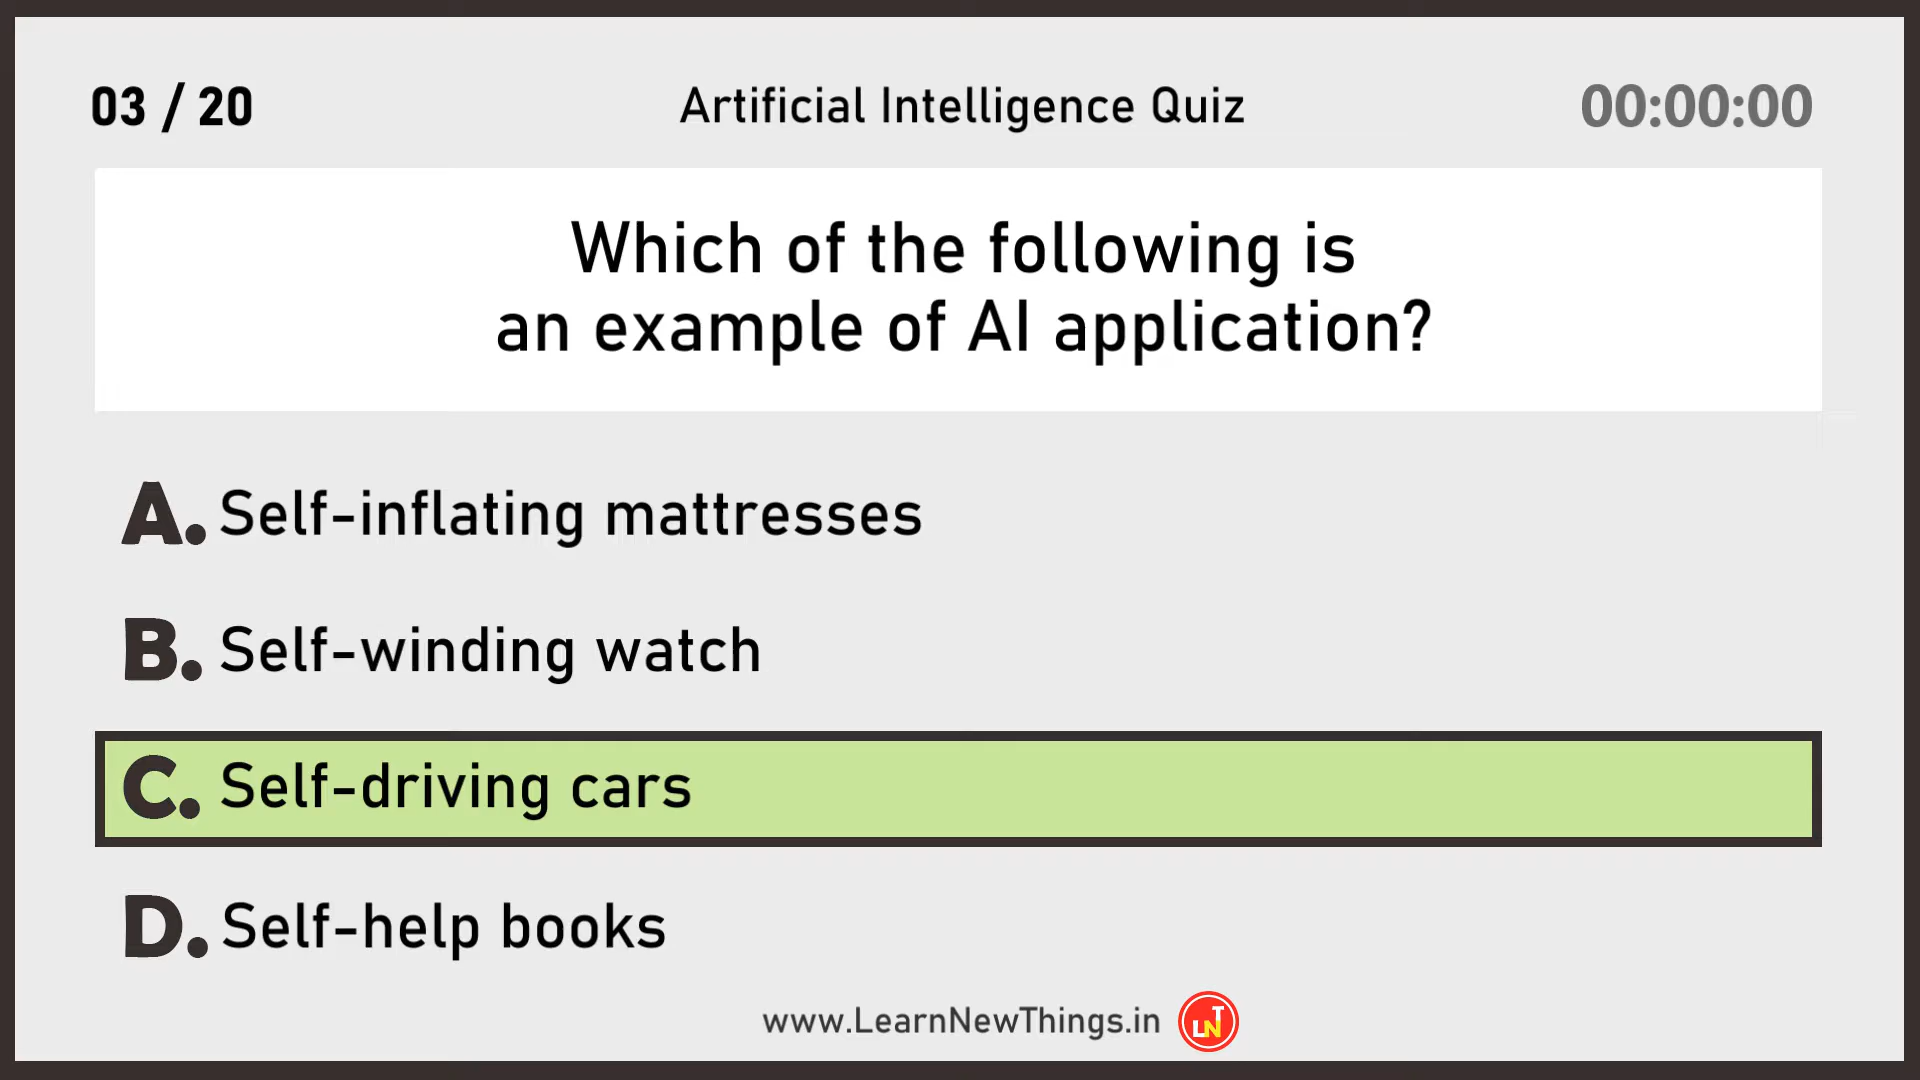 03 / 20
Artificial Intelligence Quiz
00:00:00
Which of the following is
an example of AI application?
A. Self-inflating mattresses
B. Self-winding watch
C. Self-driving cars
D. Self-help books
www.LearnNewThings.in
LNT